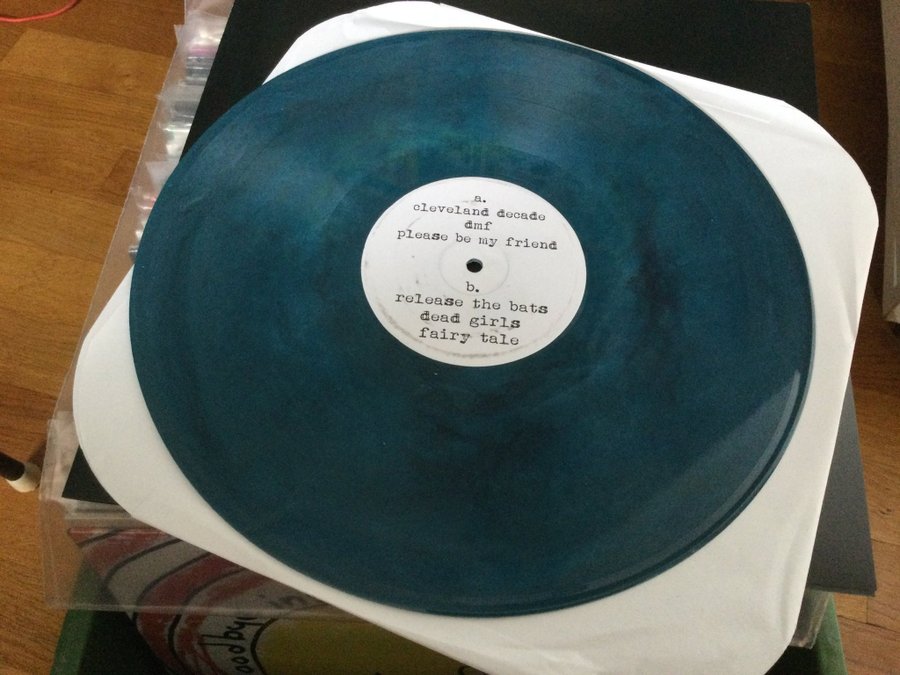 a.
cleveland decade
dmf
please be my friend
b.
release the bats
dead girls
fairy tale